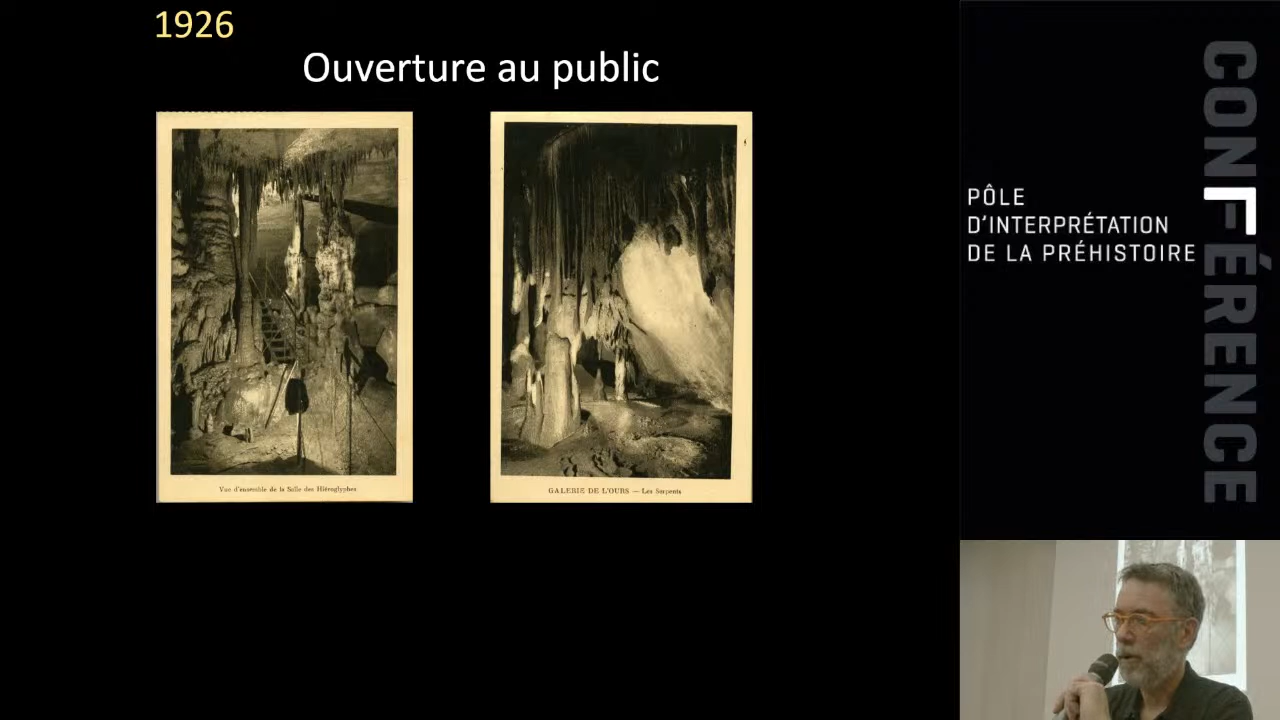 1926
Ouverture au public
Vue d'ensemble de la Salle des Hiéroglyphes
GALERIE DE L'OURS — Les Serpents
PÔLE
D'INTERPRÉTATION
DE LA PRÉHISTOIRE
CONFÉRENCE